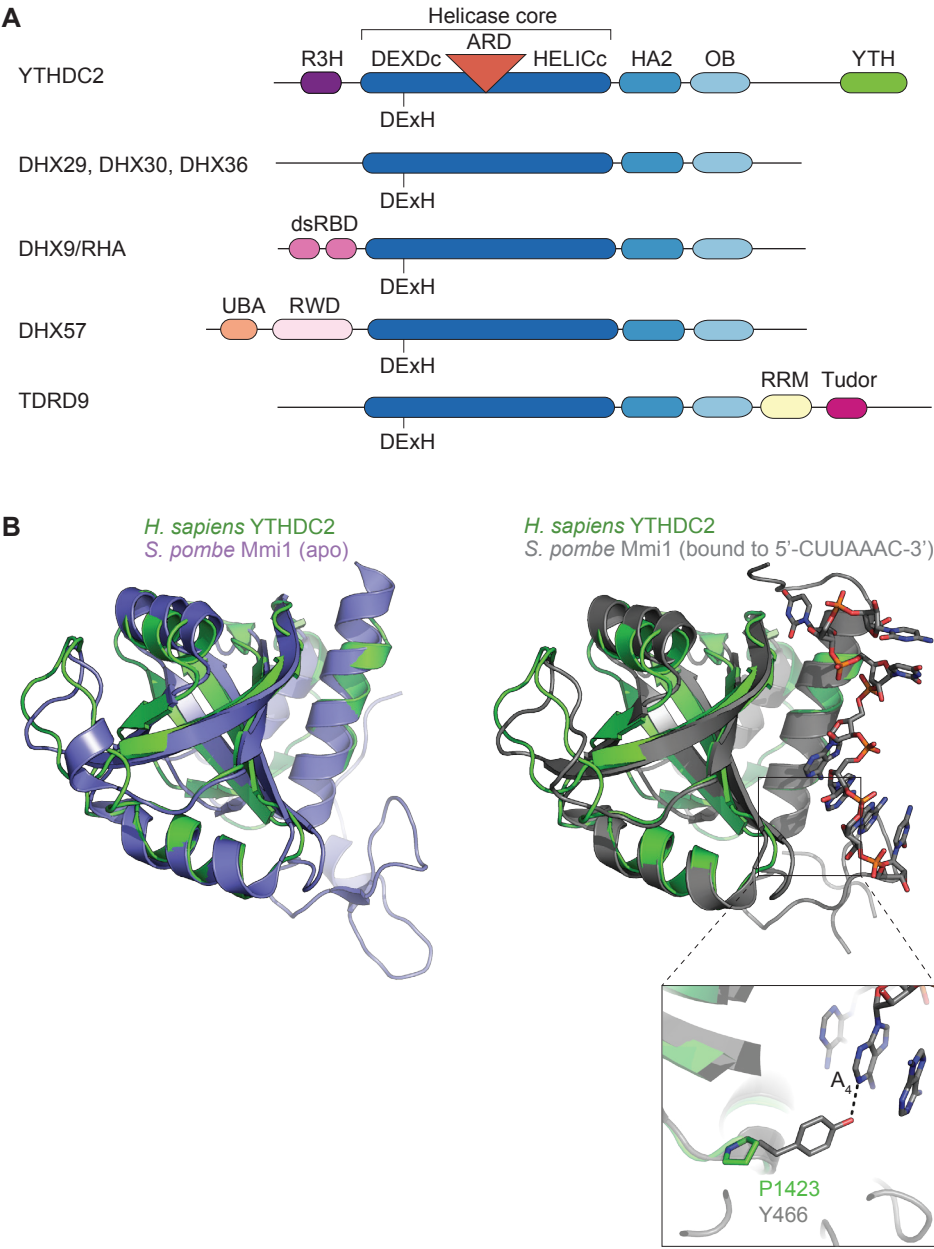 A
Helicase core
ARD
YTHDC2
R3H
DEXDc
HELICc
HA2
OB
YTH
DExH
DHX29, DHX30, DHX36
DExH
dsRBD
DHX9/RHA
DExH
UBA
RWD
DHX57
DExH
RRM
Tudor
TDRD9
DExH
B
H. sapiens YTHDC2
S. pombe Mmi1 (apo)
H. sapiens YTHDC2
S. pombe Mmi1 (bound to 5'-CUUAAAC-3')
A4
P1423
Y466